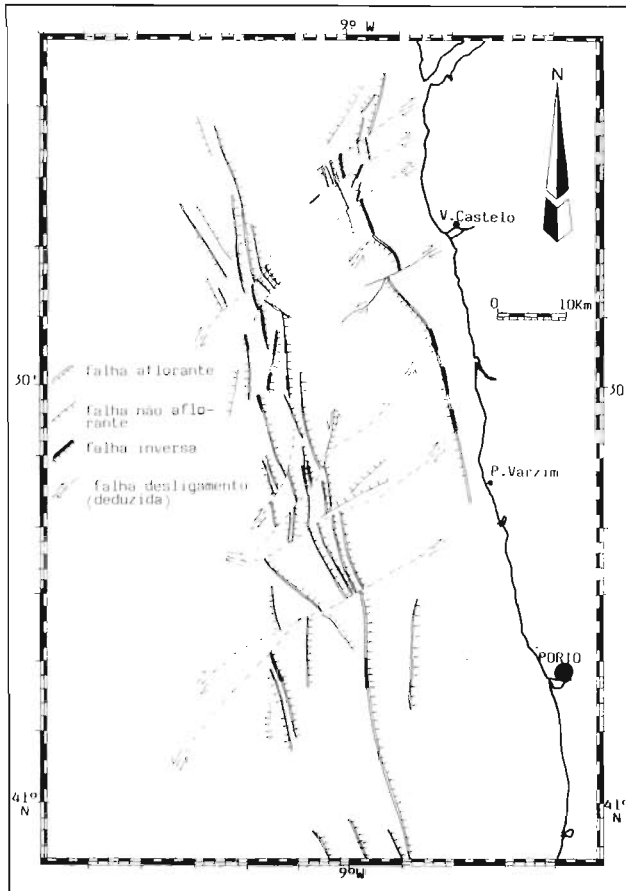 9º W
N
V.Castelo
0 10Km
30'
30'
falha aflorante
falha não aflo-
rante
falha inversa
falha desligamento
(deduzida)
P.Varzim
PORTO
41º
N
41º
N
9ºW